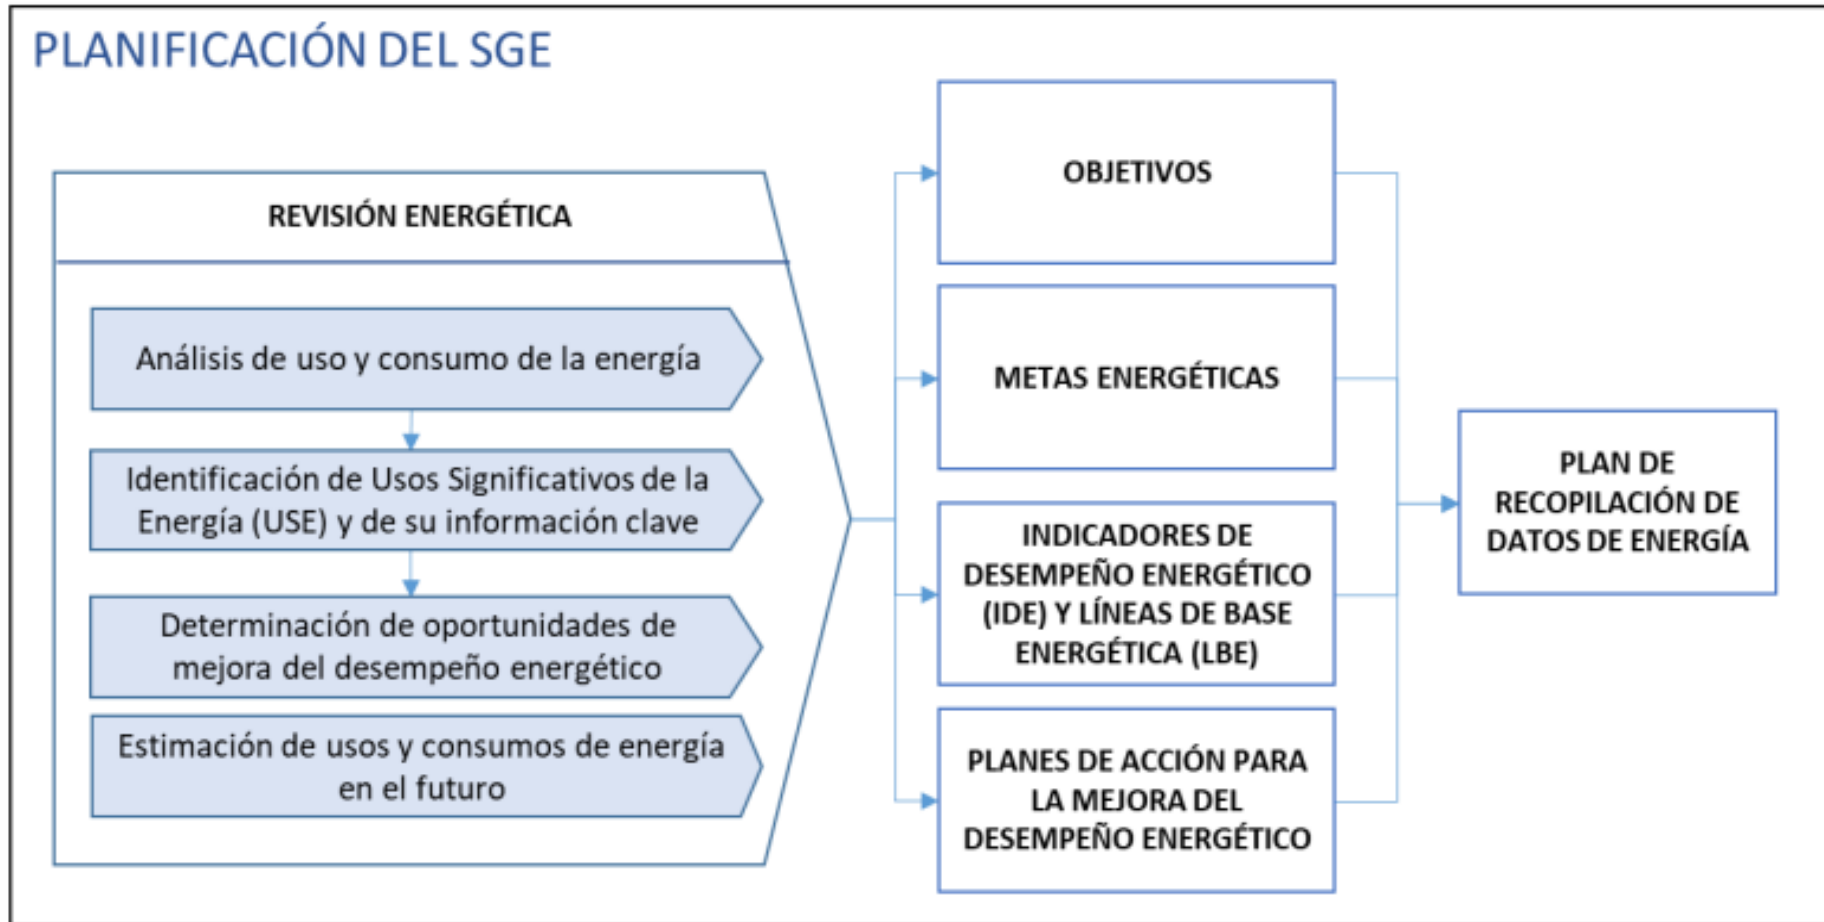 PLANIFICACIÓN DEL SGE
REVISIÓN ENERGÉTICA
Análisis de uso y consumo de la energía
Identificación de Usos Significativos de la
Energía (USE) y de su información clave
Determinación de oportunidades de
mejora del desempeño energético
Estimación de usos y consumos de energía
en el futuro
OBJETIVOS
METAS ENERGÉTICAS
INDICADORES DE
DESEMPEÑO ENERGÉTICO
(IDE) Y LÍNEAS DE BASE
ENERGÉTICA (LBE)
PLANES DE ACCIÓN PARA
LA MEJORA DEL
DESEMPEÑO ENERGÉTICO
PLAN DE
RECOPILACIÓN DE
DATOS DE ENERGÍA